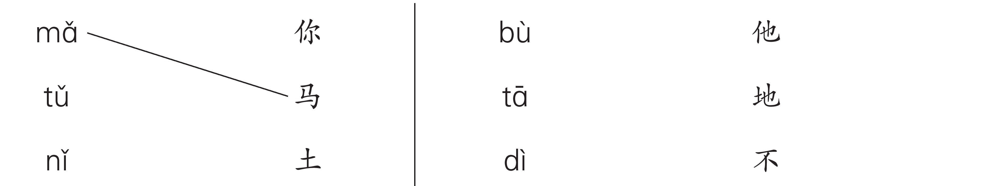 mǎ 你 bù 他
tǔ 马 tā 地
nǐ 土 dì 不